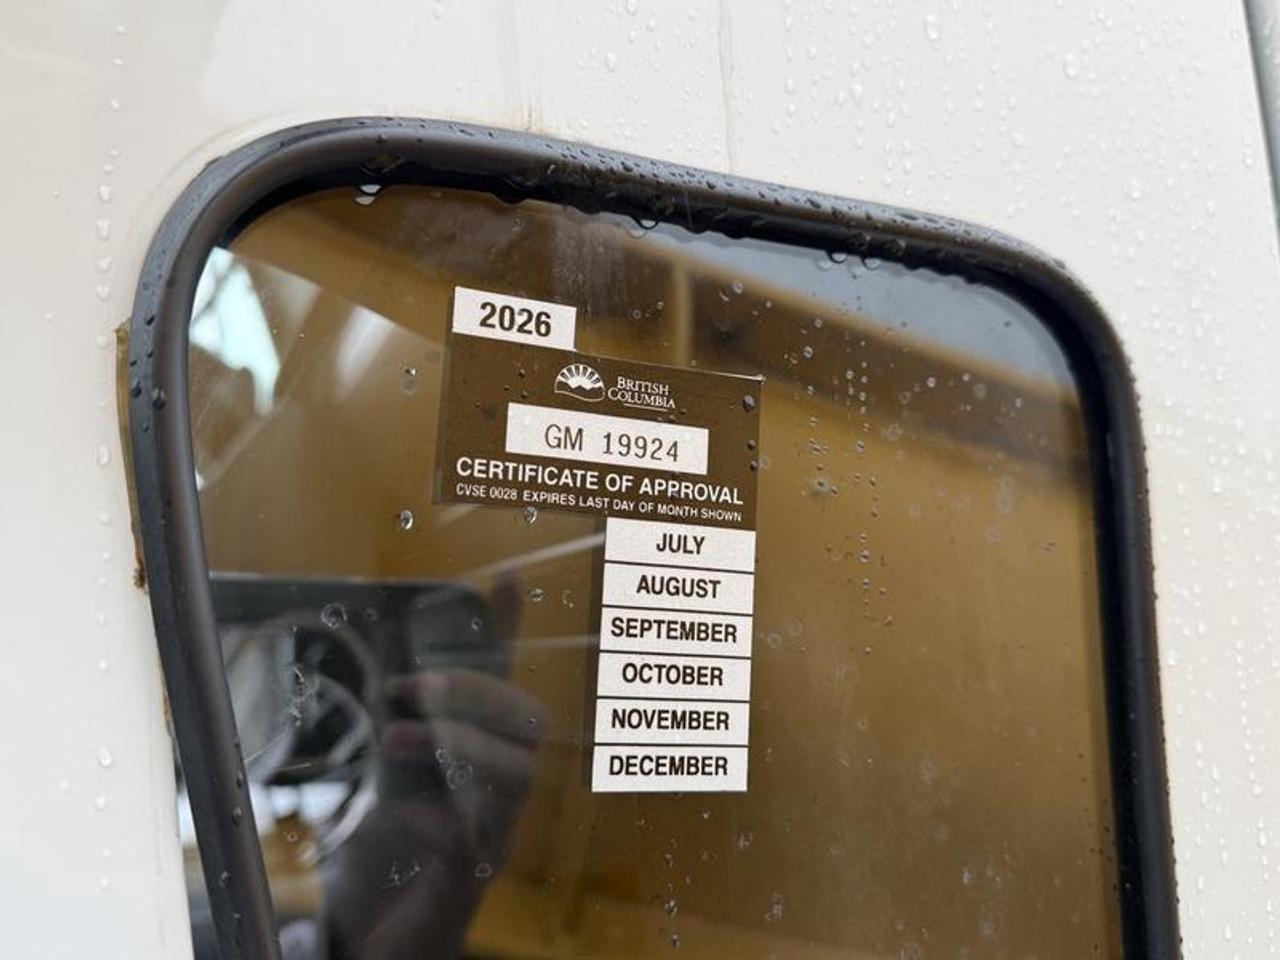 2026
BRITISH
COLUMBIA
GM 19924
CERTIFICATE OF APPROVAL
CVSE 0028 EXPIRES LAST DAY OF MONTH SHOWN
JULY
AUGUST
SEPTEMBER
OCTOBER
NOVEMBER
DECEMBER